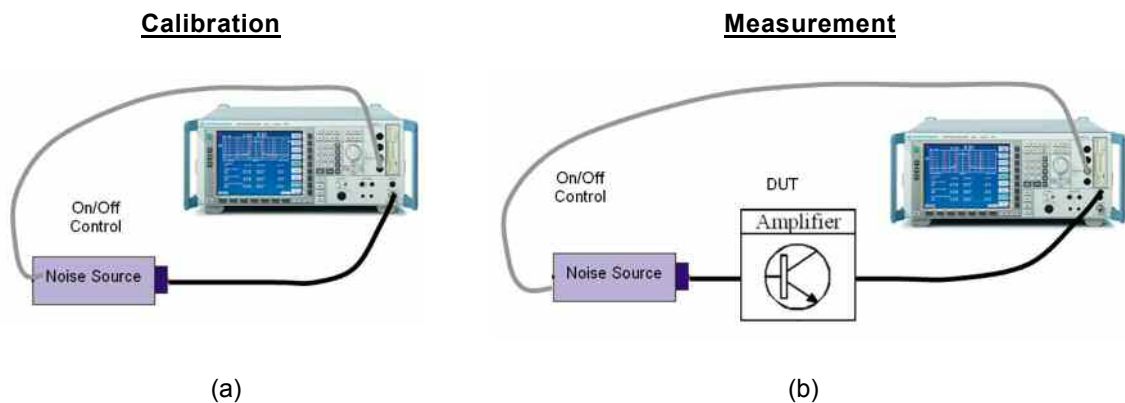 Calibration
Measurement
On/Off
Control
Noise Source
On/Off
Control
DUT
Amplifier
Noise Source
(a)
(b)